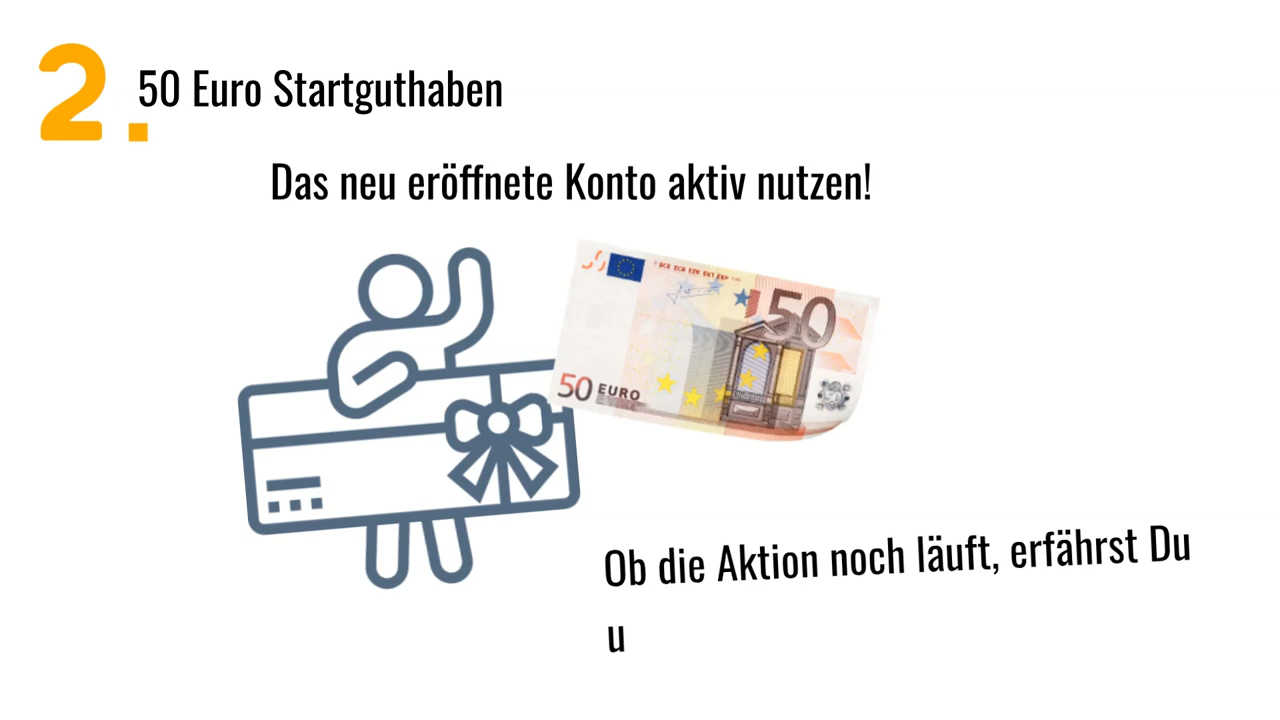 2.
50 Euro Startguthaben
Das neu eröffnete Konto aktiv nutzen!
50
50 EURO
50
Ob die Aktion noch läuft, erfährst Du
u